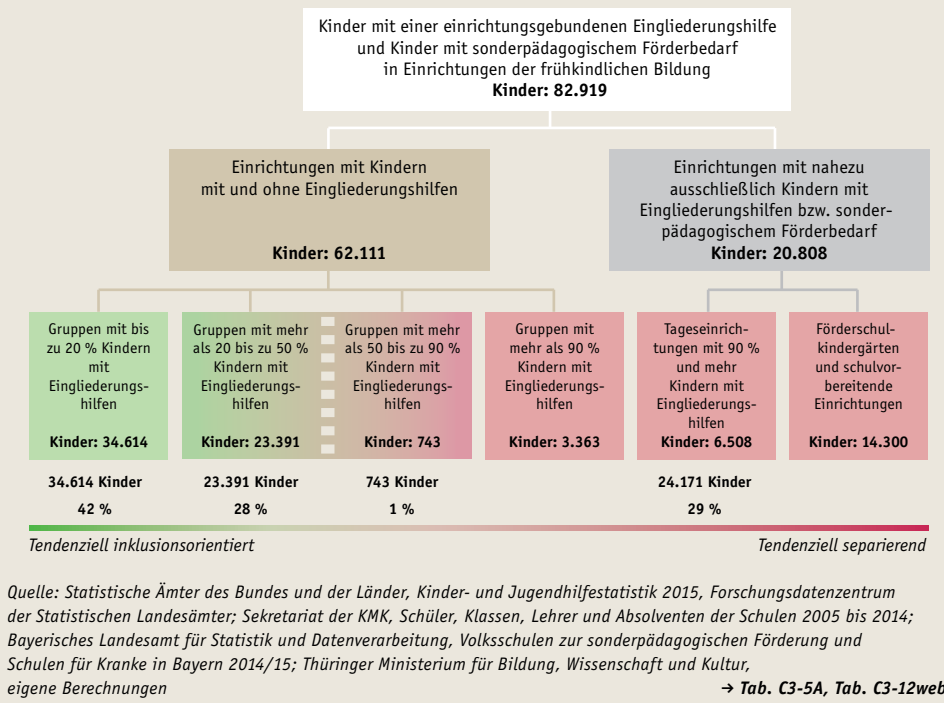 Kinder mit einer einrichtungsgebundenen Eingliederungshilfe
und Kinder mit sonderpädagogischem Förderbedarf
in Einrichtungen der frühkindlichen Bildung
Kinder: 82.919
Einrichtungen mit Kindern
mit und ohne Eingliederungshilfen
Kinder: 62.111
Einrichtungen mit nahezu
ausschließlich Kindern mit
Eingliederungshilfen bzw. sonder-
pädagogischem Förderbedarf
Kinder: 20.808
Gruppen mit bis
zu 20 % Kindern
mit
Eingliederungs-
hilfen
Kinder: 34.614
Gruppen mit mehr
als 20 bis zu 50 %
Kindern mit
Eingliederungs-
hilfen
Kinder: 23.391
Gruppen mit mehr
als 50 bis zu 90 %
Kindern mit
Eingliederungs-
hilfen
Kinder: 743
Gruppen mit
mehr als 90 %
Kindern mit
Eingliederungs-
hilfen
Kinder: 3.363
Tageseinrich-
tungen mit 90 %
und mehr
Kindern mit
Eingliederungs-
hilfen
Kinder: 6.508
Förderschul-
kindergärten
und schulvor-
bereitende
Einrichtungen
Kinder: 14.300
34.614 Kinder
42 %
23.391 Kinder
28 %
743 Kinder
1 %
24.171 Kinder
29 %
Tendenziell inklusionsorientiert
Tendenziell separierend
Quelle: Statistische Ämter des Bundes und der Länder, Kinder- und Jugendhilfestatistik 2015, Forschungsdatenzentrum
der Statistischen Landesämter; Sekretariat der KMK, Schüler, Klassen, Lehrer und Absolventen der Schulen 2005 bis 2014;
Bayerisches Landesamt für Statistik und Datenverarbeitung, Volksschulen zur sonderpädagogischen Förderung und
Schulen für Kranke in Bayern 2014/15; Thüringer Ministerium für Bildung, Wissenschaft und Kultur,
eigene Berechnungen
→ Tab. C3-5A, Tab. C3-12web